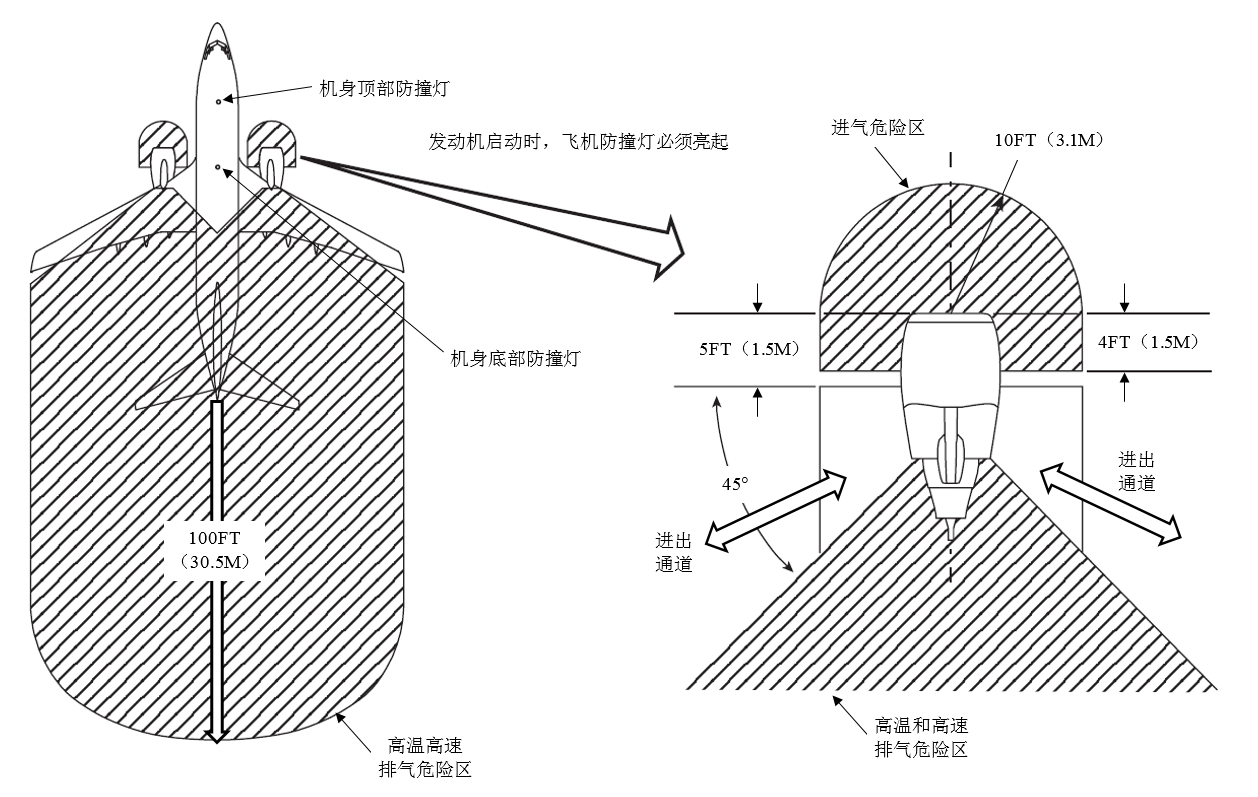 机身顶部防撞灯
发动机启动时，飞机防撞灯必须亮起
进气危险区
10FT（3.1M）
5FT（1.5M）
4FT（1.5M）
机身底部防撞灯
45°
进出
通道
进出
通道
100FT
（30.5M）
高温高速
排气危险区
高温和高速
排气危险区